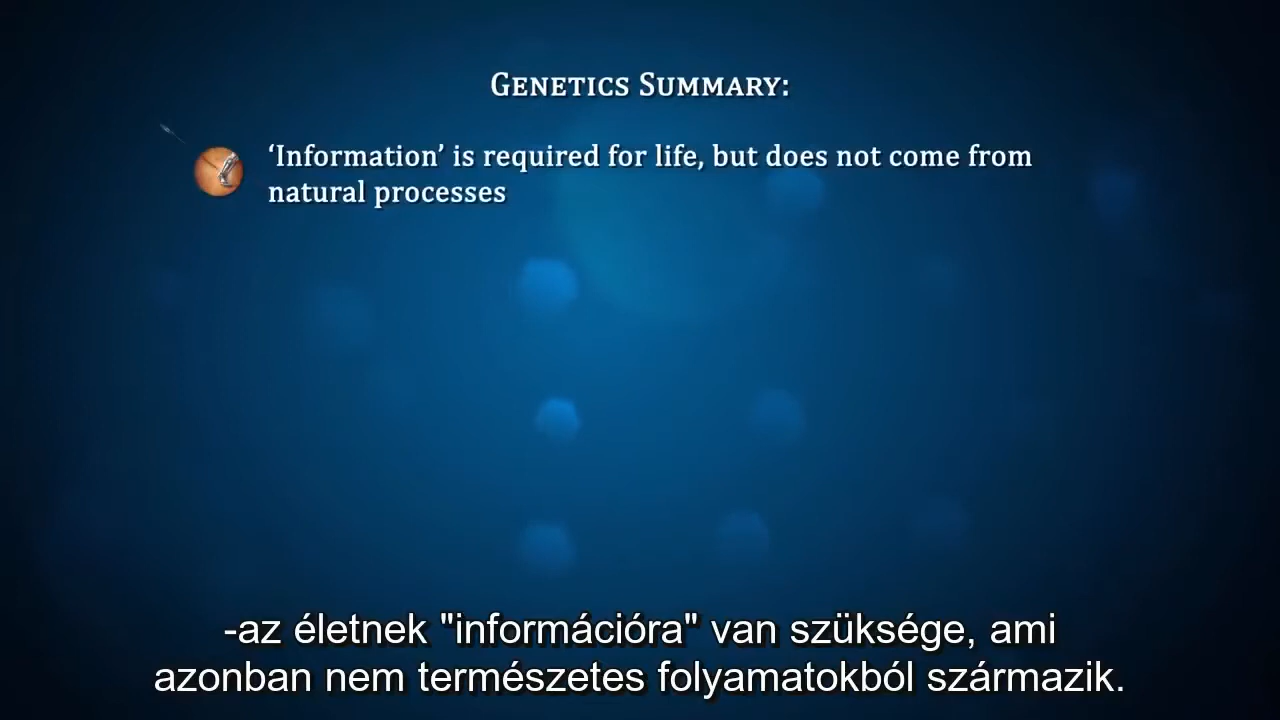 Genetics Summary:
‘Information’ is required for life, but does not come from
natural processes
-az életnek "információra" van szüksége, ami
azonban nem természetes folyamatokból származik.